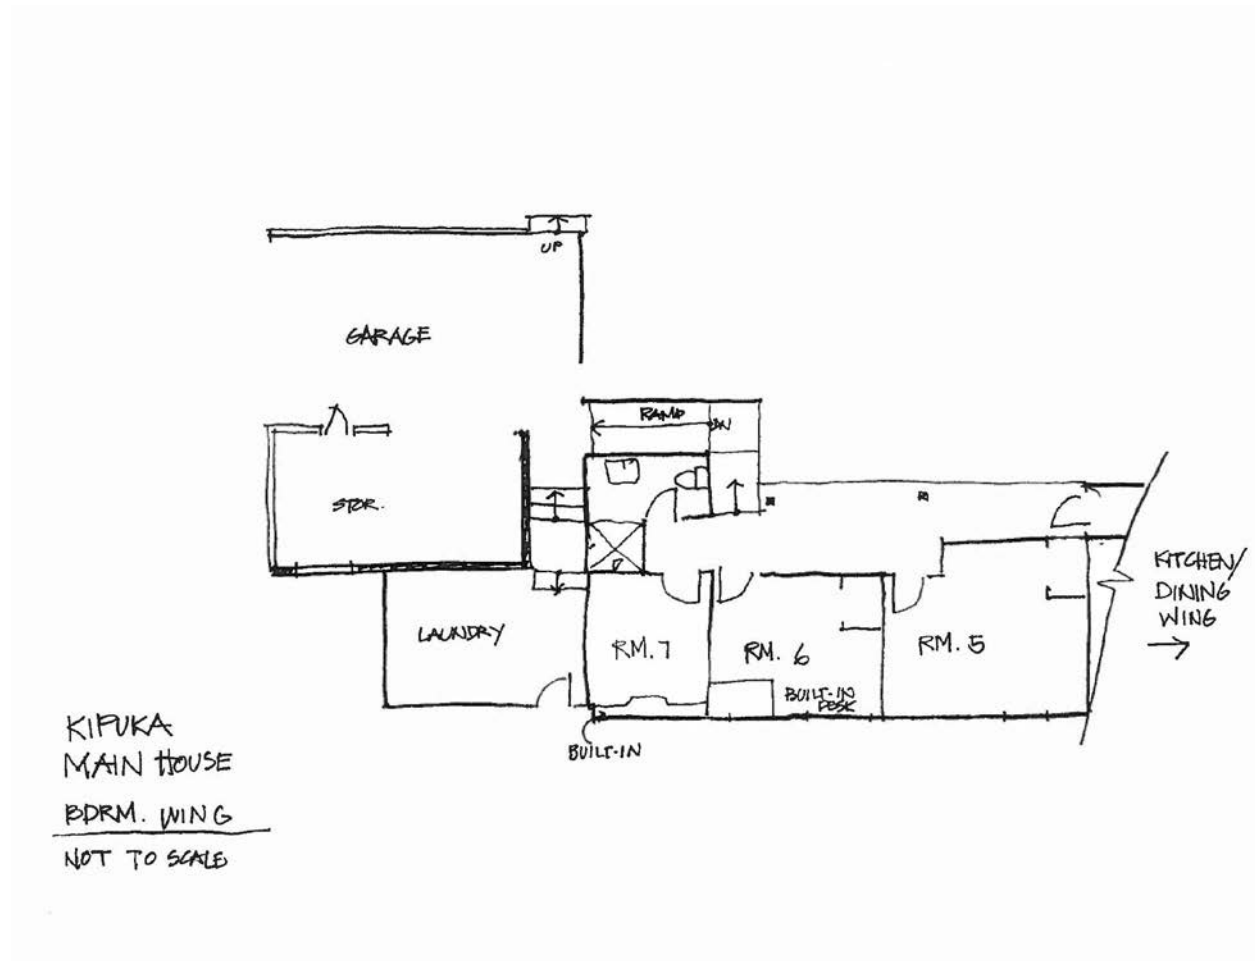 UP
GARAGE
RAMP
DN
STOR.
KITCHEN/
DINING
WING
LAUNDRY
RM. 7
RM. 6
RM. 5
BUILT-IN
DESK
BUILT-IN
KIPUKA
MAIN HOUSE
BDRM. WING
NOT TO SCALE